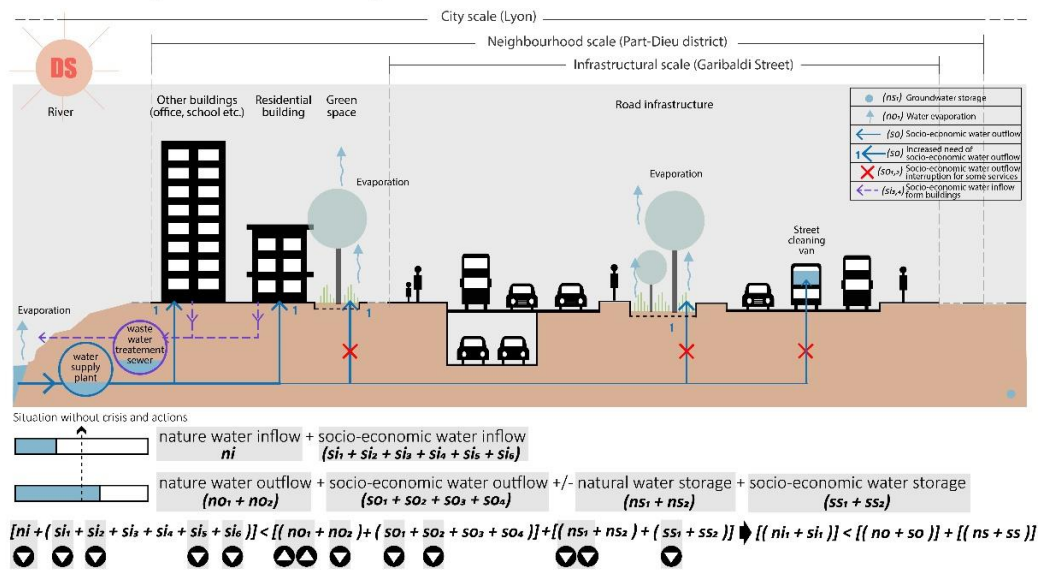 City scale (Lyon)
Neighbourhood scale (Part-Dieu district)
Infrastructural scale (Garibaldi Street)
DS
River
Other buildings
(office, school etc.)
Residential
building
Green
space
Road infrastructure
(ns₁) Groundwater storage
(no₁) Water evaporation
(so) Socio-economic water outflow
1 (so) Increased need of
socio-economic water outflow
(so₁,₂) Socio-economic water outflow
interruption for some services
(si₃,₄) Socio-economic water inflow
form buildings
Evaporation
Evaporation
Street
cleaning
van
1
1
1
1
Evaporation
waste
water
treatement
sewer
water
supply
plant
Situation without crisis and actions
nature water inflow + socio-economic water inflow
ni (si₁ + si₂ + si₃ + si₄ + si₅ + si₆)
nature water outflow + socio-economic water outflow +/- natural water storage + socio-economic water storage
(no₁ + no₂) (so₁ + so₂ + so₃ + so₄) (ns₁ + ns₂) (ss₁ + ss₂)
[ni + ( si₁ + si₂ + si₃ + si₄ + si₅ + si₆ )] < [( no₁ + no₂ ) + ( so₁ + so₂ + so₃ + so₄ )] + [( ns₁ + ns₂ ) + ( ss₁ + ss₂ )] ➡ [( ni₁ + si₁ )] < [( no + so )] + [( ns + ss )]